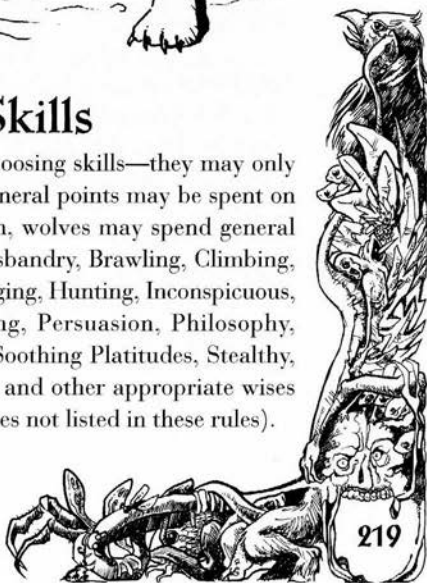 Skills
oosing skills—they may only
neral points may be spent on
n, wolves may spend general
sbandry, Brawling, Climbing,
ging, Hunting, Inconspicuous,
ng, Persuasion, Philosophy,
Soothing Platitudes, Stealthy,
and other appropriate wises
es not listed in these rules).
219